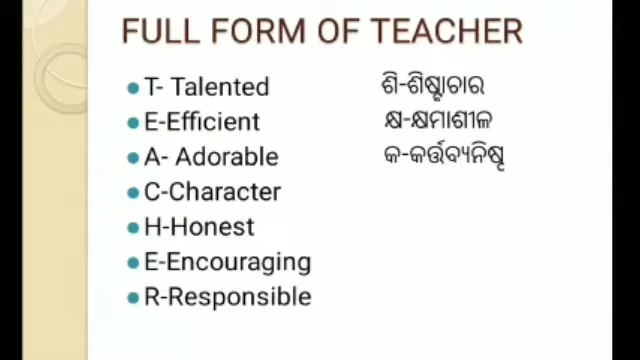 FULL FORM OF TEACHER
T- Talented
E-Efficient
A- Adorable
C-Character
H-Honest
E-Encouraging
R-Responsible
ଶି-ଶିଷ୍ଟାଚାର
କ୍ଷ-କ୍ଷମାଶୀଳ
କ-କର୍ତ୍ତବ୍ୟନିଷ୍ଠ